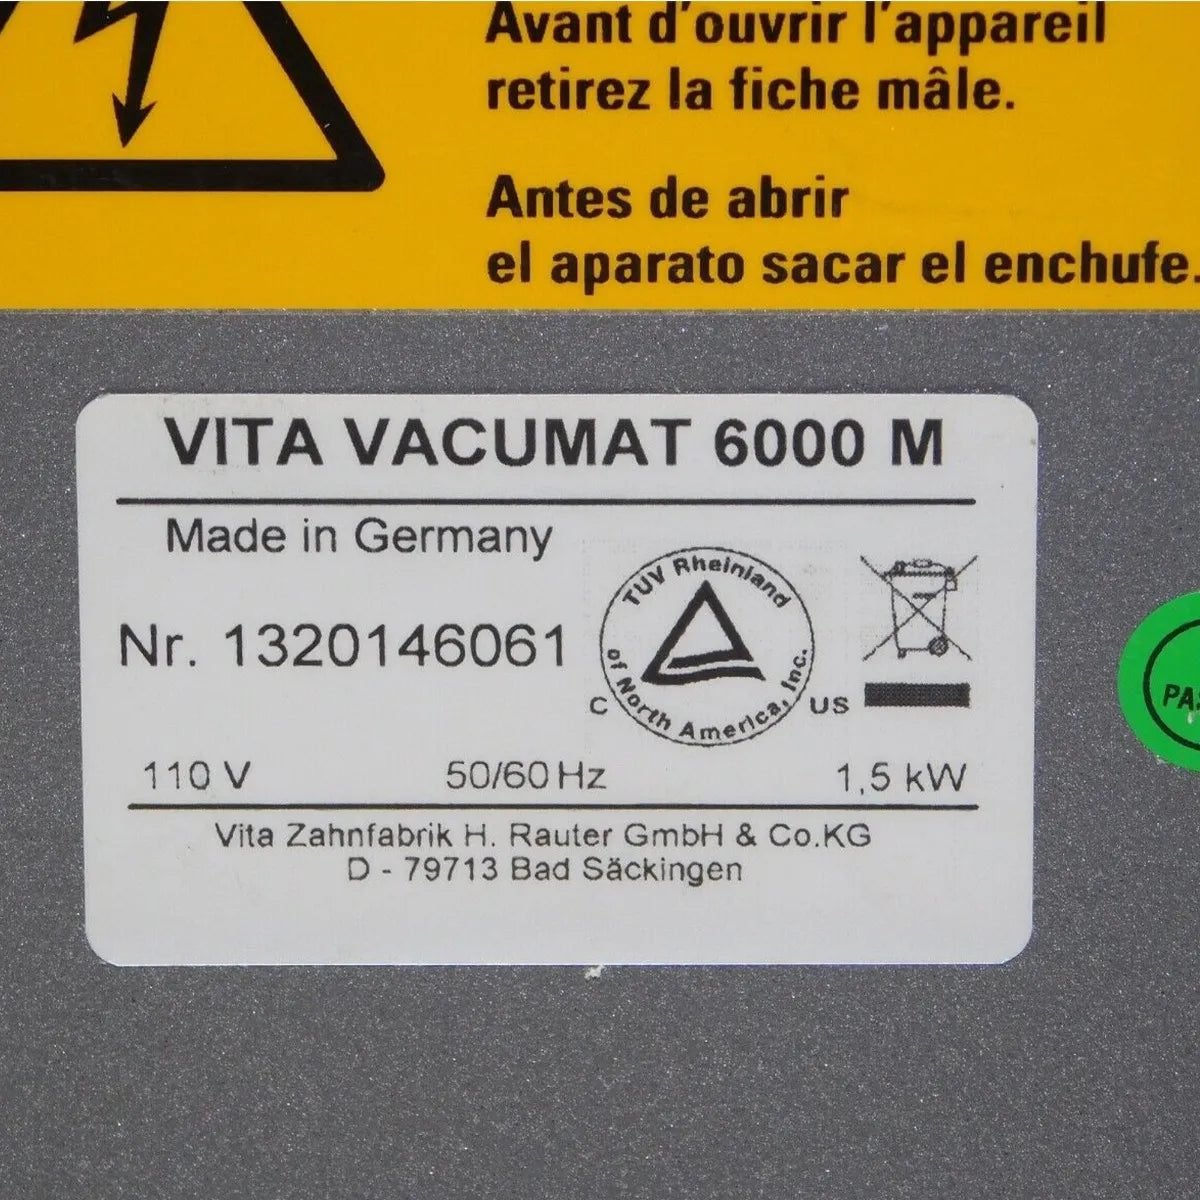 Avant d'ouvrir l'appareil
retirez la fiche mâle.
Antes de abrir
el aparato sacar el enchufe.
VITA VACUMAT 6000 M
Made in Germany
TUV Rheinland
of North America, Inc.
C US
Nr. 1320146061
110 V 50/60 Hz 1,5 kW
Vita Zahnfabrik H. Rauter GmbH & Co.KG
D - 79713 Bad Säckingen